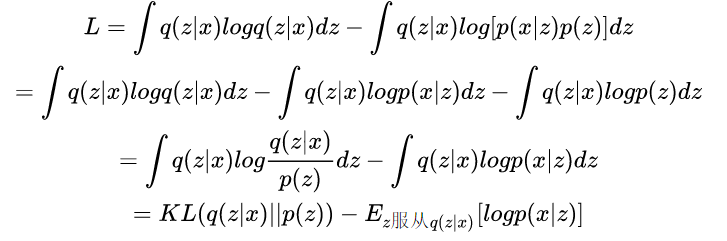 L = ∫ q(z|x)logq(z|x)dz − ∫ q(z|x)log[p(x|z)p(z)]dz
= ∫ q(z|x)logq(z|x)dz − ∫ q(z|x)logp(x|z)dz − ∫ q(z|x)logp(z)dz
= ∫ q(z|x)log\frac{q(z|x)}{p(z)}dz − ∫ q(z|x)logp(x|z)dz
= KL(q(z|x)||p(z)) − E_{z服从q(z|x)}[logp(x|z)]